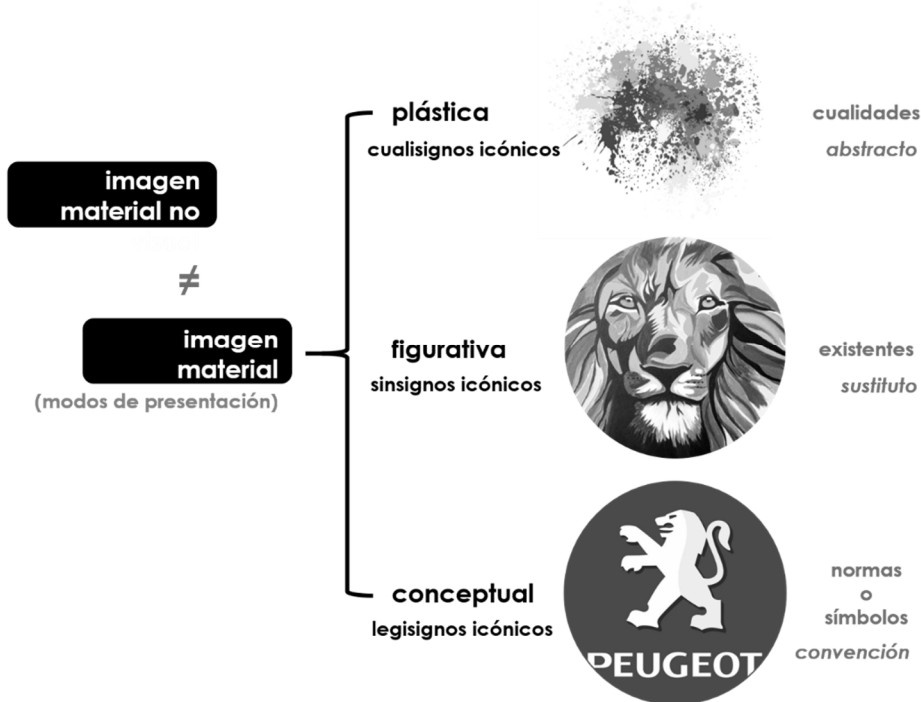 imagen
material no
≠
imagen
material
(modos de presentación)
plástica
cualisignos icónicos
cualidades
abstracto
figurativa
sinsignos icónicos
existentes
sustituto
conceptual
legisignos icónicos
PEUGEOT
normas
o
símbolos
convención